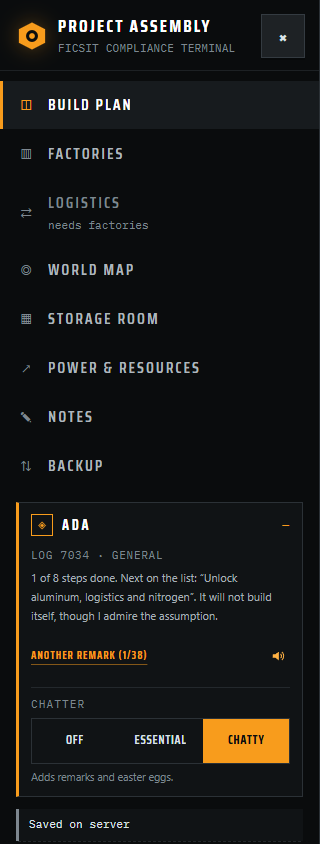 PROJECT ASSEMBLY
FICSIT COMPLIANCE TERMINAL
BUILD PLAN
FACTORIES
LOGISTICS
needs factories
WORLD MAP
STORAGE ROOM
POWER & RESOURCES
NOTES
BACKUP
ADA
LOG 7034 · GENERAL
1 of 8 steps done. Next on the list: “Unlock
aluminum, logistics and nitrogen”. It will not build
itself, though I admire the assumption.
ANOTHER REMARK (1/38)
CHATTER
OFF ESSENTIAL CHATTY
Adds remarks and easter eggs.
Saved on server